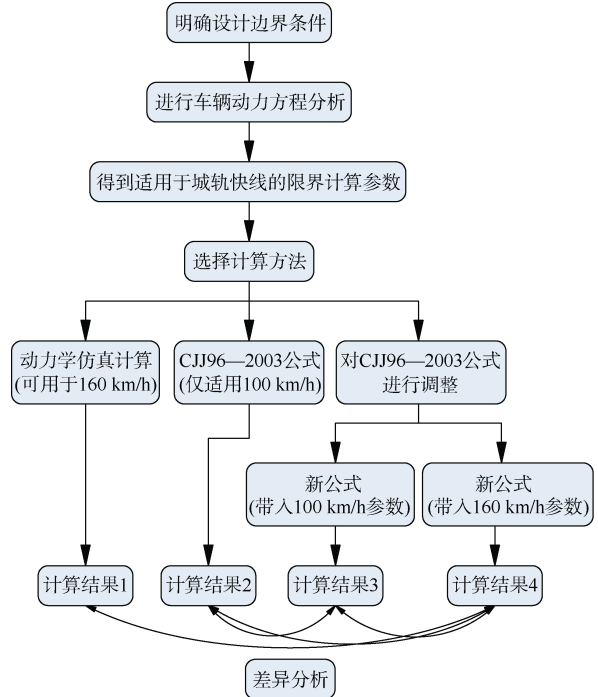 明确设计边界条件
进行车辆动力方程分析
得到适用于城轨快线的限界计算参数
选择计算方法
动力学仿真计算
(可用于160 km/h)
CJJ96—2003公式
(仅适用100 km/h)
对CJJ96—2003公式
进行调整
新公式
(带入100 km/h参数)
新公式
(带入160 km/h参数)
计算结果1
计算结果2
计算结果3
计算结果4
差异分析